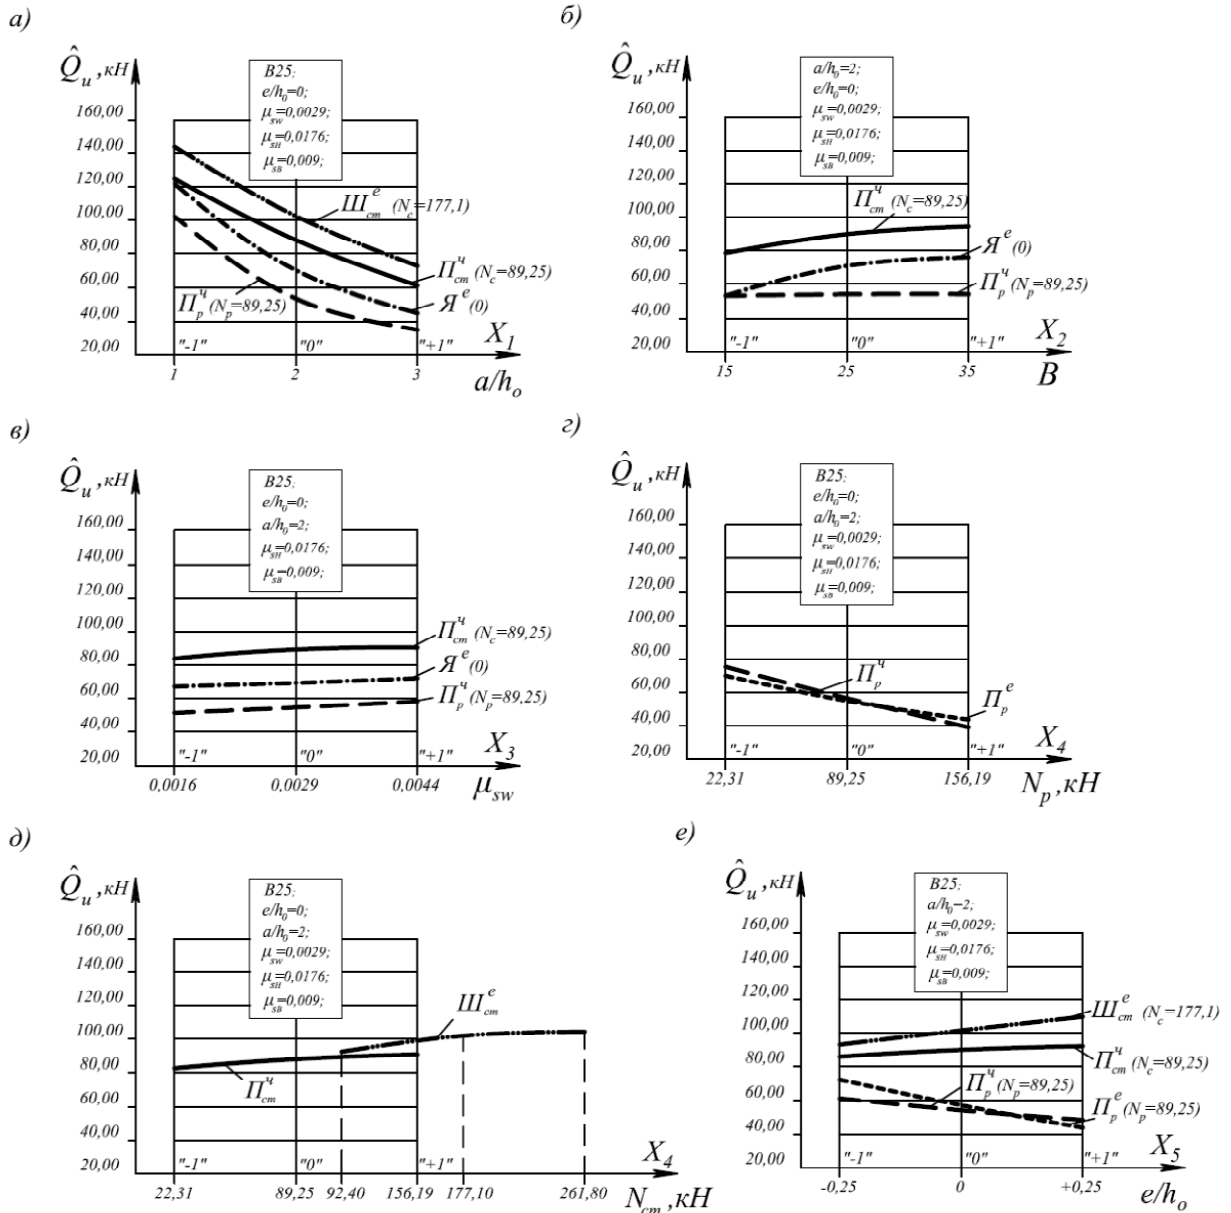 а)
Q̂u ,кН
160,00
140,00
120,00
100,00
80,00
60,00
40,00
20,00
В25;
e/h0=0;
μsw=0,0029;
μsн=0,0176;
μsв=0,009;
Шстe (Nc=177,1)
Пстч (Nc=89,25)
Яe(0)
Прч (Np=89,25)
"-1" "0" "+1" X1
1 2 3
a/ho
б)
Q̂u ,кН
160,00
140,00
120,00
100,00
80,00
60,00
40,00
20,00
a/h0=2;
e/h0=0;
μsw=0,0029;
μsн=0,0176;
μsв=0,009;
Пстч (Nc=89,25)
Яe(0)
Прч (Np=89,25)
"-1" "0" "+1" X2
15 25 35
В
в)
Q̂u ,кН
160,00
140,00
120,00
100,00
80,00
60,00
40,00
20,00
В25;
e/h0=0;
a/h0=2;
μsн=0,0176;
μsв=0,009;
Пстч (Nc=89,25)
Яe(0)
Прч (Np=89,25)
"-1" "0" "+1" X3
0,0016 0,0029 0,0044
μsw
г)
Q̂u ,кН
160,00
140,00
120,00
100,00
80,00
60,00
40,00
20,00
В25;
e/h0=0;
a/h0=2;
μsw=0,0029;
μsн=0,0176;
μsв=0,009;
Прч
Прe
"-1" "0" "+1" X4
22,31 89,25 156,19
Np,кН
д)
Q̂u ,кН
160,00
140,00
120,00
100,00
80,00
60,00
40,00
20,00
В25;
e/h0=0;
a/h0=2;
μsw=0,0029;
μsн=0,0176;
μsв=0,009;
Шстe
Пстч
"-1" "0" "+1" X4
22,31 89,25 92,40 156,19 177,10 261,80
Nст,кН
е)
Q̂u ,кН
160,00
140,00
120,00
100,00
80,00
60,00
40,00
20,00
В25;
a/h0=2;
μsw=0,0029;
μsн=0,0176;
μsв=0,009;
Шстe (Nc=177,1)
Пстч (Nc=89,25)
Прч (Np=89,25)
Прe (Np=89,25)
"-1" "0" "+1" X5
-0,25 0 +0,25
e/ho